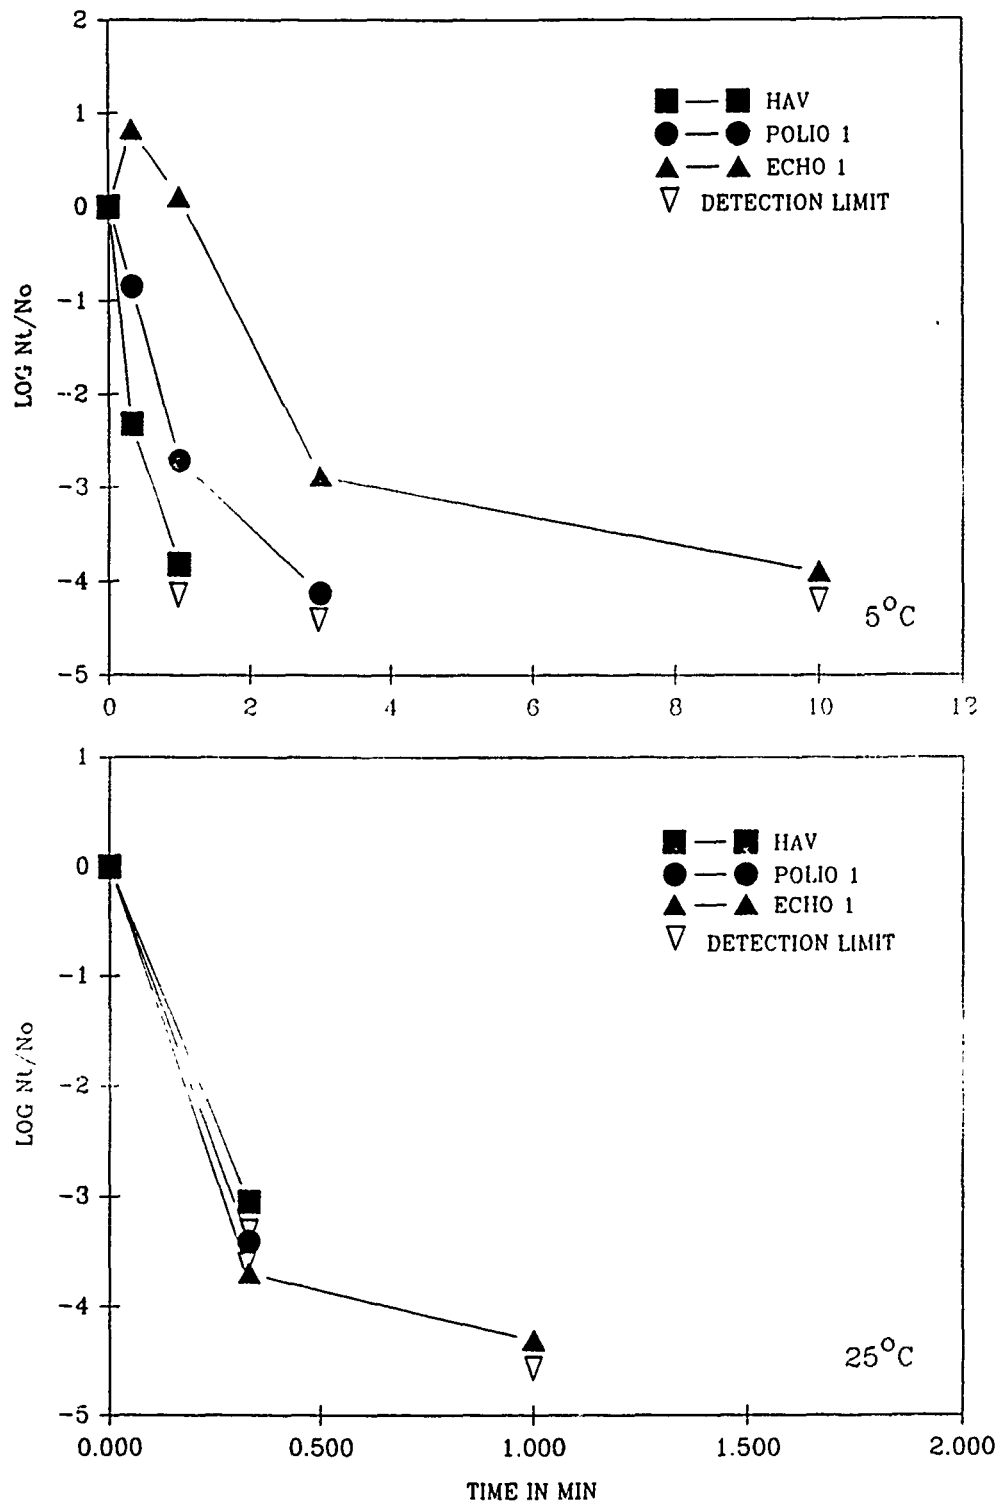 2
1
0
-1
-2
-3
-4
-5
LOG Nt/No
HAV
POLIO 1
ECHO 1
DETECTION LIMIT
5°C
0 2 4 6 8 10 12
1
0
-1
-2
-3
-4
-5
LOG Nt/No
HAV
POLIO 1
ECHO 1
DETECTION LIMIT
25°C
0.000 0.500 1.000 1.500 2.000
TIME IN MIN